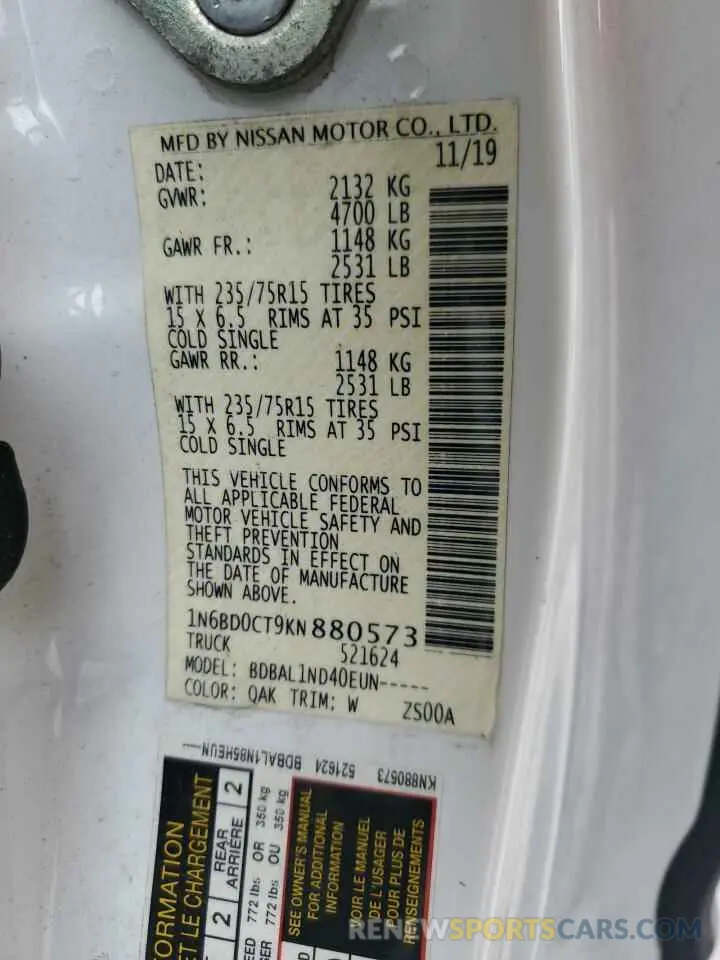 MFD BY NISSAN MOTOR CO., LTD.
DATE: 11/19
GVWR: 2132 KG
4700 LB
GAWR FR.: 1148 KG
2531 LB
WITH 235/75R15 TIRES
15 X 6.5 RIMS AT 35 PSI
COLD SINGLE
GAWR RR.: 1148 KG
2531 LB
WITH 235/75R15 TIRES
15 X 6.5 RIMS AT 35 PSI
COLD SINGLE
THIS VEHICLE CONFORMS TO
ALL APPLICABLE FEDERAL
MOTOR VEHICLE SAFETY AND
THEFT PREVENTION
STANDARDS IN EFFECT ON
THE DATE OF MANUFACTURE
SHOWN ABOVE.
1N6BD0CT9KN880573
TRUCK 521624
MODEL: BDBAL1ND40EUN-----
COLOR: QAK TRIM: W ZS00A
KN880573 521624 BDBAL1N85HEUN--
ET LE CHARGEMENT
2 REAR ARRIÈRE 2
772 lbs OR 350 kg
772 lbs OU 350 kg
SEE OWNER'S MANUAL
FOR ADDITIONAL
INFORMATION
VOIR LE MANUEL
DE L'USAGER
POUR PLUS DE
RENSEIGNEMENTS
RENEWSPORTSCARS.COM